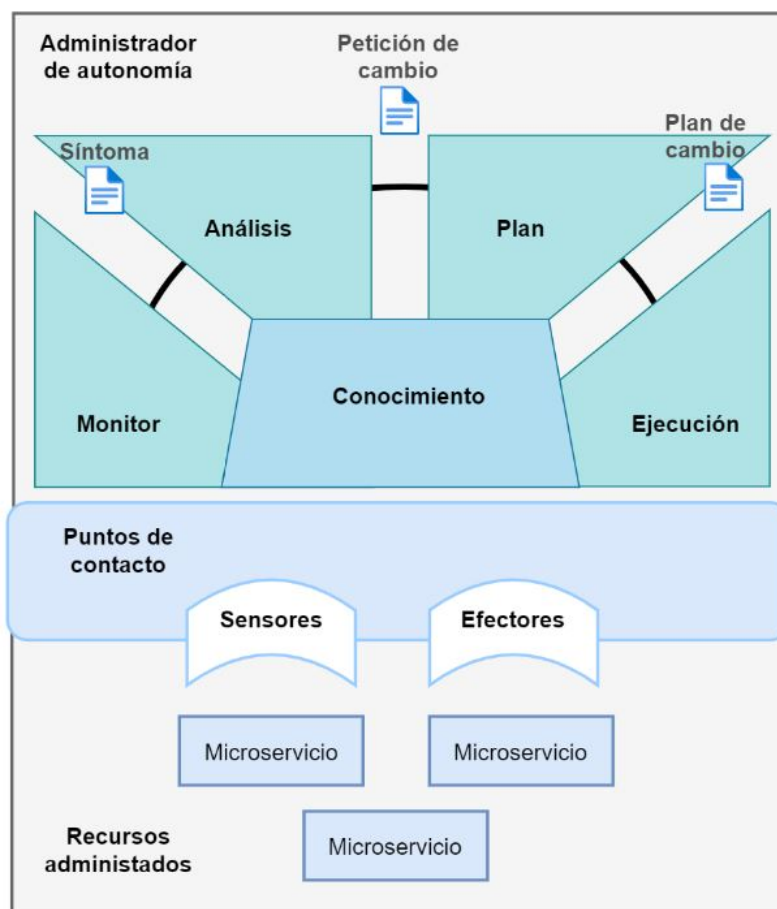 Administrador
de autonomía
Petición de
cambio
Plan de
cambio
Síntoma
Análisis
Plan
Conocimiento
Monitor
Ejecución
Puntos de
contacto
Sensores
Efectores
Microservicio
Microservicio
Recursos
administados
Microservicio